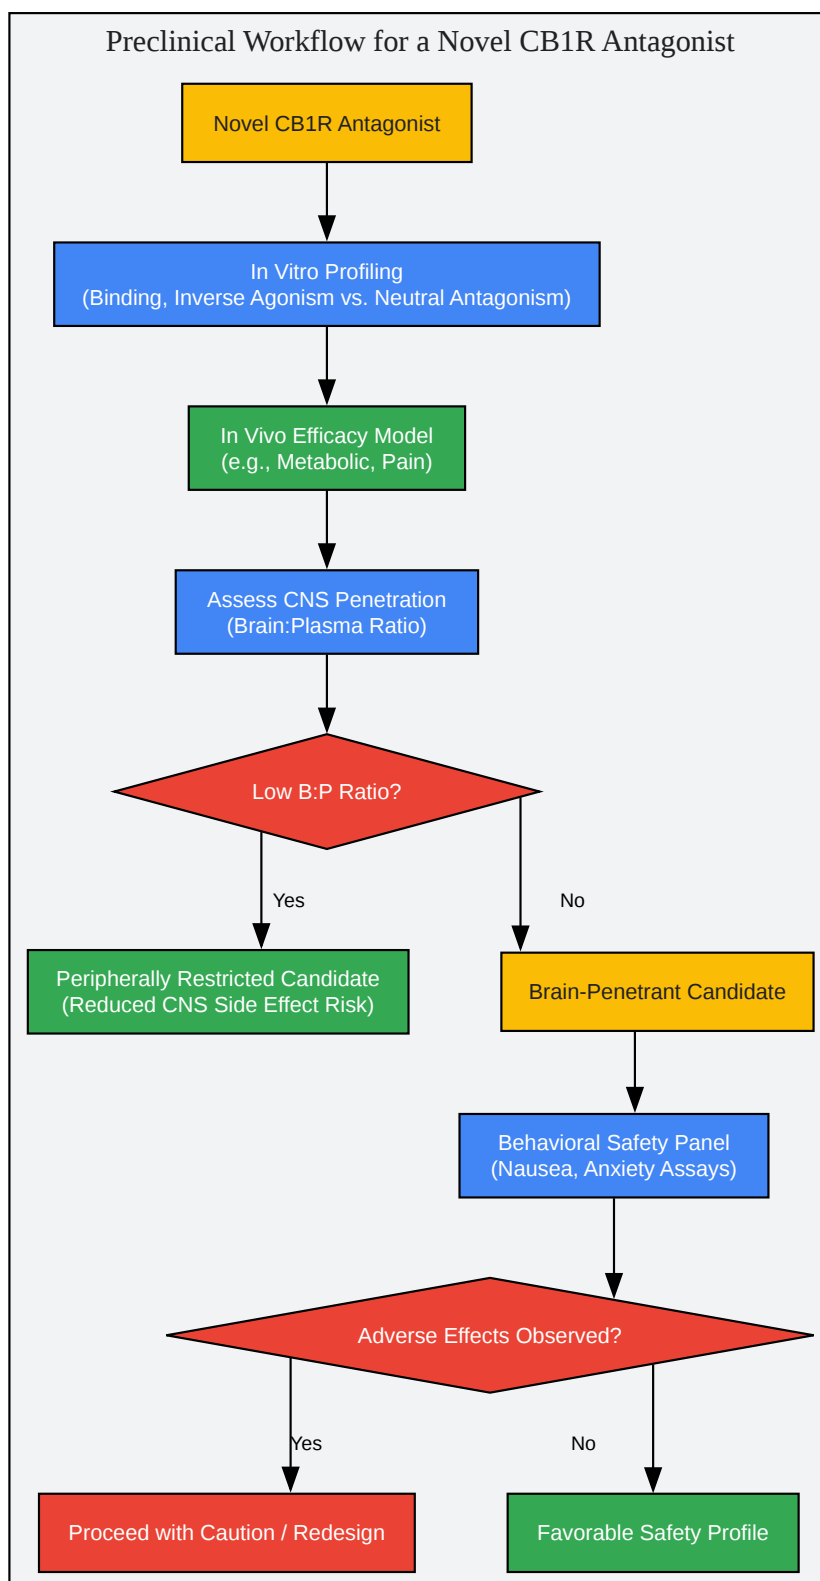 Preclinical Workflow for a Novel CB1R Antagonist
Novel CB1R Antagonist
In Vitro Profiling
(Binding, Inverse Agonism vs. Neutral Antagonism)
In Vivo Efficacy Model
(e.g., Metabolic, Pain)
Assess CNS Penetration
(Brain:Plasma Ratio)
Low B:P Ratio?
Yes
No
Peripherally Restricted Candidate
(Reduced CNS Side Effect Risk)
Brain-Penetrant Candidate
Behavioral Safety Panel
(Nausea, Anxiety Assays)
Adverse Effects Observed?
Yes
No
Proceed with Caution / Redesign
Favorable Safety Profile